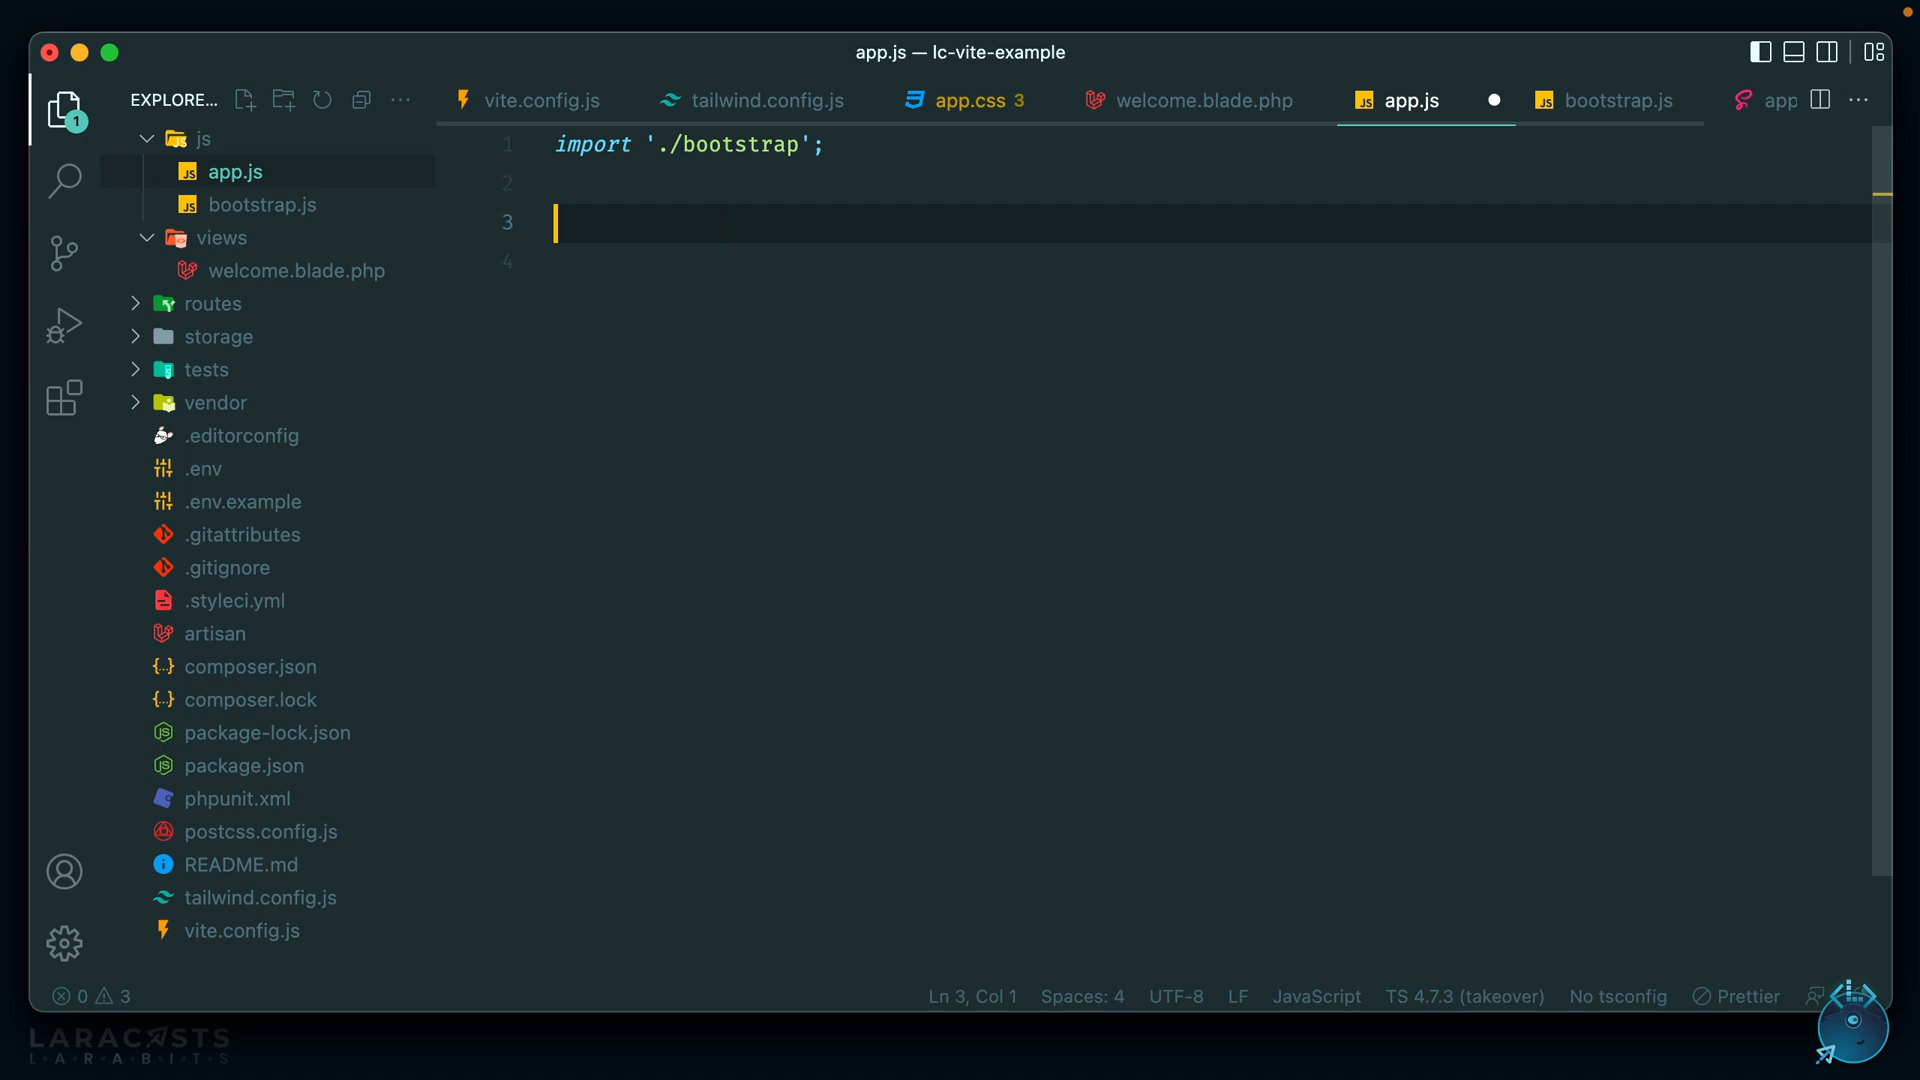 app.js — lc-vite-example
EXPLORE...
vite.config.js
tailwind.config.js
app.css 3
welcome.blade.php
app.js
bootstrap.js
app
1
js
app.js
bootstrap.js
views
welcome.blade.php
routes
storage
tests
vendor
.editorconfig
.env
.env.example
.gitattributes
.gitignore
.styleci.yml
artisan
composer.json
composer.lock
package-lock.json
package.json
phpunit.xml
postcss.config.js
README.md
tailwind.config.js
vite.config.js
1 import './bootstrap';
2
3
4
0 3
Ln 3, Col 1
Spaces: 4
UTF-8
LF
JavaScript
TS 4.7.3 (takeover)
No tsconfig
Prettier
LARACASTS
L·A·R·A·B·I·T·S